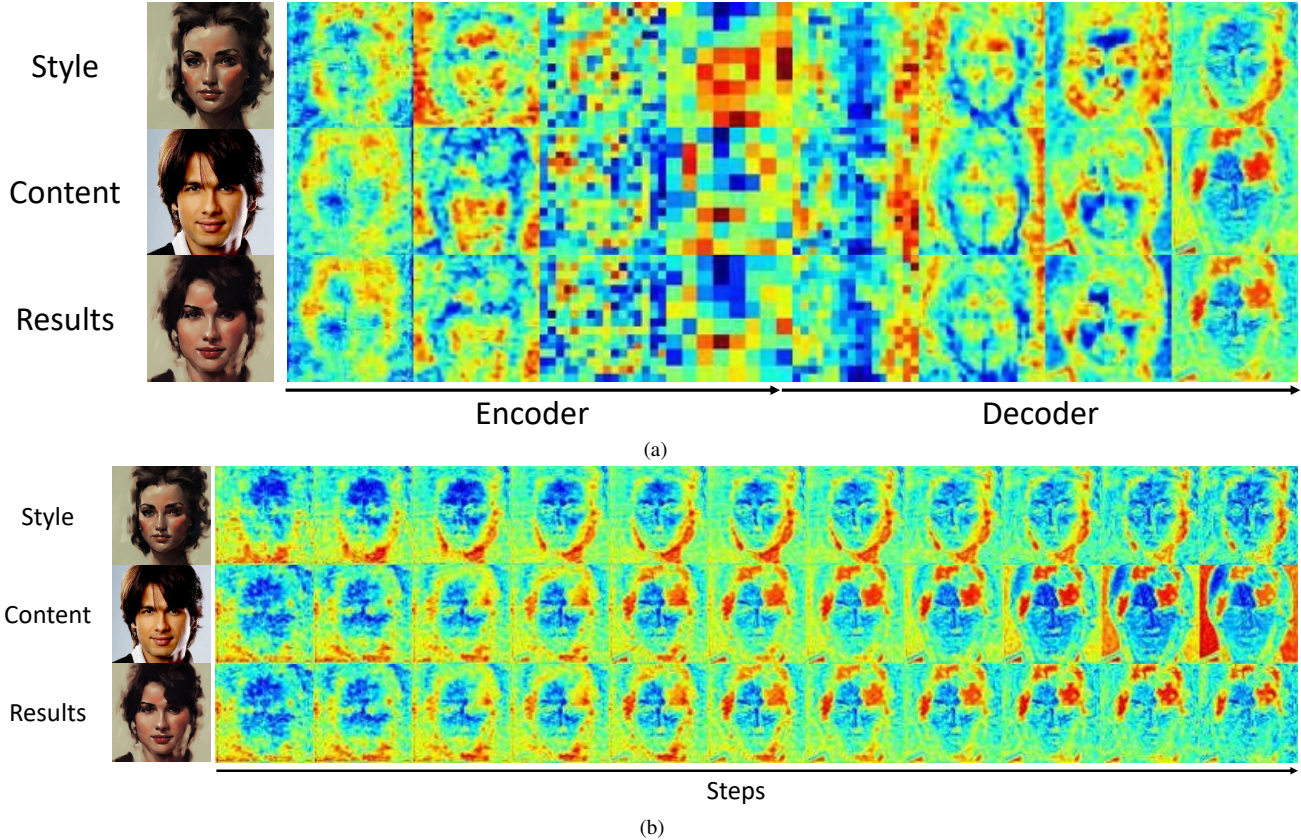 Style
Content
Results
Encoder
Decoder
(a)
Style
Content
Results
Steps
(b)